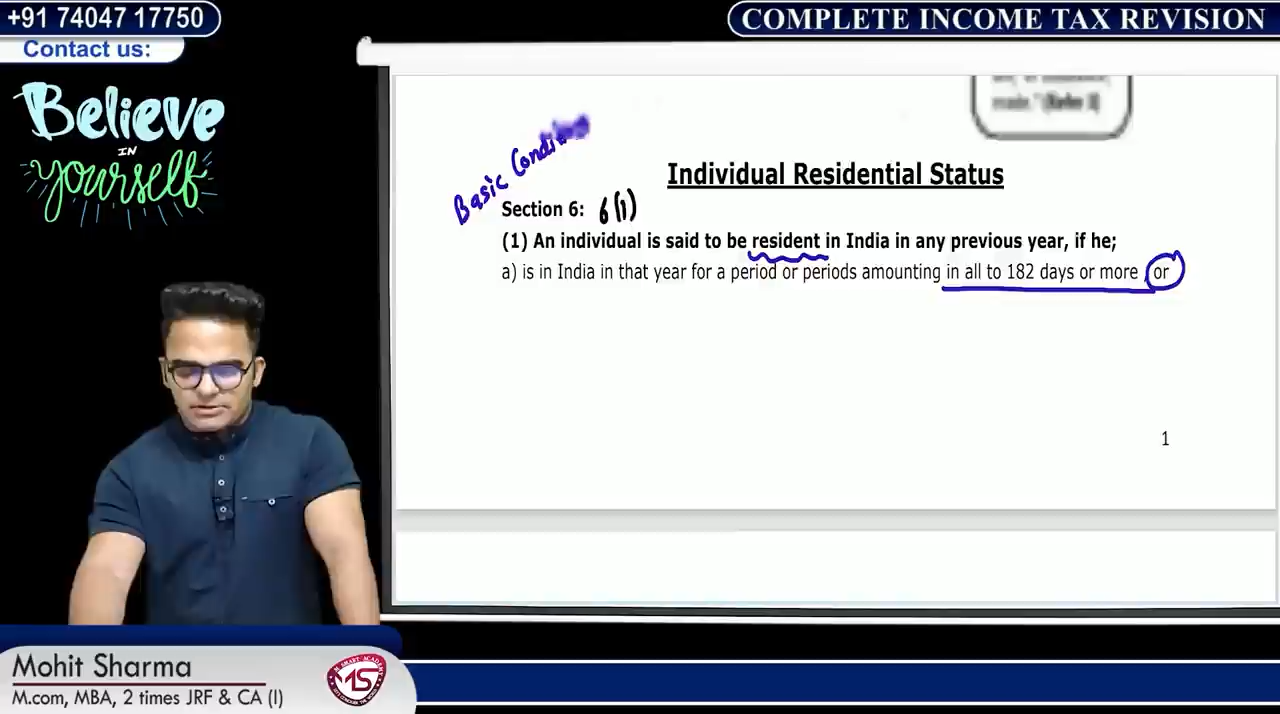 +91 74047 17750
Contact us:
COMPLETE INCOME TAX REVISION
Believe
IN
yourself
Basic
Individual Residential Status
Section 6: 6(1)
(1) An individual is said to be resident in India in any previous year, if he;
a) is in India in that year for a period or periods amounting in all to 182 days or more , or
1
Mohit Sharma
M.com, MBA, 2 times JRF & CA (I)
MS